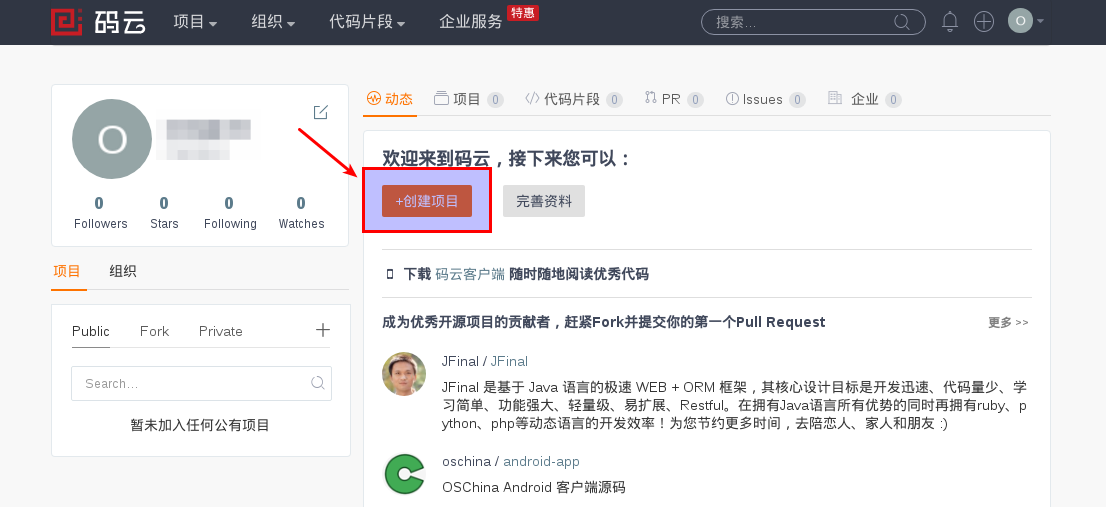 码云 项目 组织 代码片段 企业服务 特惠 搜索... O
O
0 0 0 0
Followers Stars Following Watches
项目 组织
Public Fork Private
Search...
暂未加入任何公有项目
动态 项目 0 代码片段 0 PR 0 Issues 0 企业 0
欢迎来到码云，接下来您可以：
+创建项目 完善资料
下载 码云客户端 随时随地阅读优秀代码
成为优秀开源项目的贡献者，赶紧Fork并提交你的第一个Pull Request 更多 >>
JFinal / JFinal
JFinal 是基于 Java 语言的极速 WEB + ORM 框架，其核心设计目标是开发迅速、代码量少、学
习简单、功能强大、轻量级、易扩展、Restful。在拥有Java语言所有优势的同时再拥有ruby、p
ython、php等动态语言的开发效率！为您节约更多时间，去陪恋人、家人和朋友 :)
oschina / android-app
OSChina Android 客户端源码